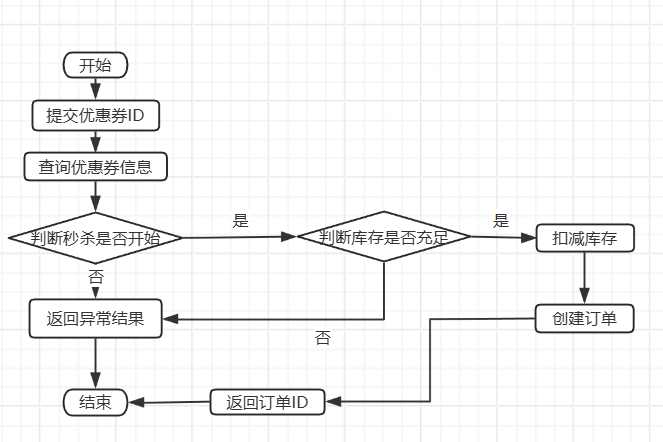 开始
提交优惠券ID
查询优惠券信息
判断秒杀是否开始
是
判断库存是否充足
是
扣减库存
否
返回异常结果
否
创建订单
返回订单ID
结束